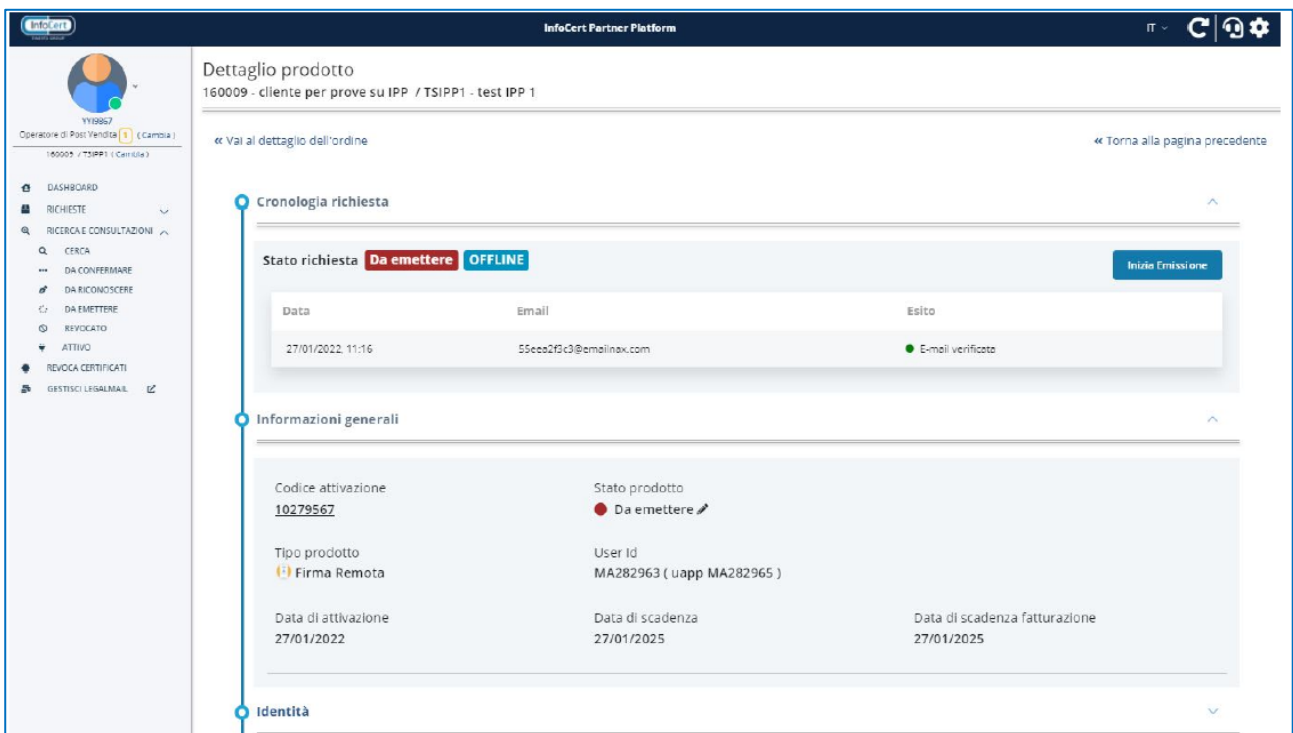 InfoCert
InfoCert Partner Platform
IT
YYI9867
Operatore di Post Vendita 1 ( Cambia )
160009 / TSIPP1 ( Cambia )
DASHBOARD
RICHIESTE
RICERCA E CONSULTAZIONI
CERCA
DA CONFERMARE
DA RICONOSCERE
DA EMETTERE
REVOCATO
ATTIVO
REVOCA CERTIFICATI
GESTISCI LEGALMAIL
Dettaglio prodotto
160009 - cliente per prove su IPP / TSIPP1 - test IPP 1
« Vai al dettaglio dell'ordine
« Torna alla pagina precedente
Cronologia richiesta
Stato richiesta Da emettere OFFLINE
Inizia Emissione
Data Email Esito
27/01/2022, 11:16 55eea2f3c3@emailnax.com E-mail verificata
Informazioni generali
Codice attivazione Stato prodotto
10279567 Da emettere
Tipo prodotto User Id
Firma Remota MA282963 ( uapp MA282965 )
Data di attivazione Data di scadenza Data di scadenza fatturazione
27/01/2022 27/01/2025 27/01/2025
Identità